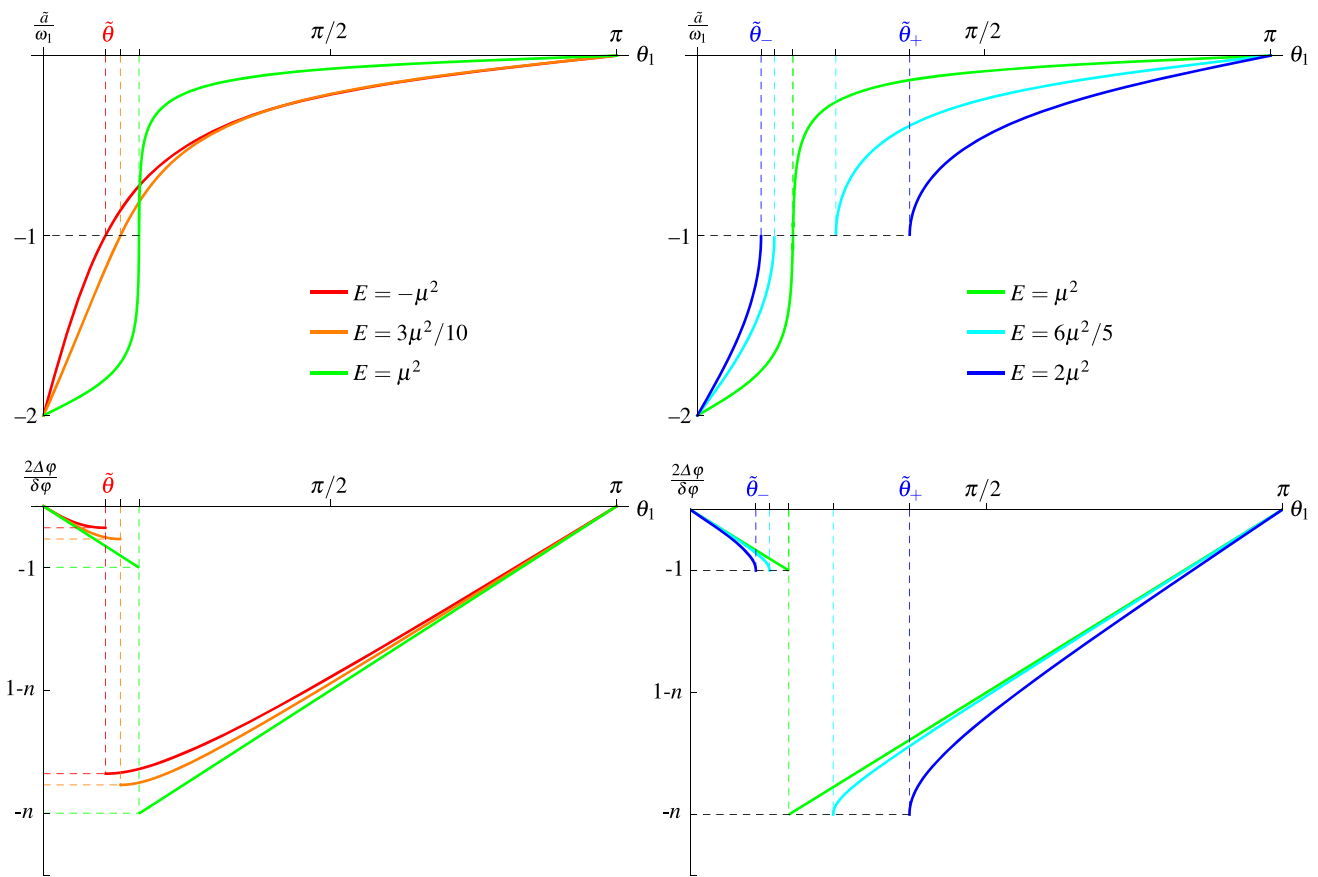 ã/ω₁ θ̃ π/2 π θ₁
–1
E = −μ²
E = 3μ²/10
E = μ²
–2
ã/ω₁ θ̃₋ θ̃₊ π/2 π θ₁
–1
E = μ²
E = 6μ²/5
E = 2μ²
–2
2Δφ/δφ θ̃ π/2 π θ₁
-1
1-n
-n
2Δφ/δφ θ̃₋ θ̃₊ π/2 π θ₁
-1
1-n
-n